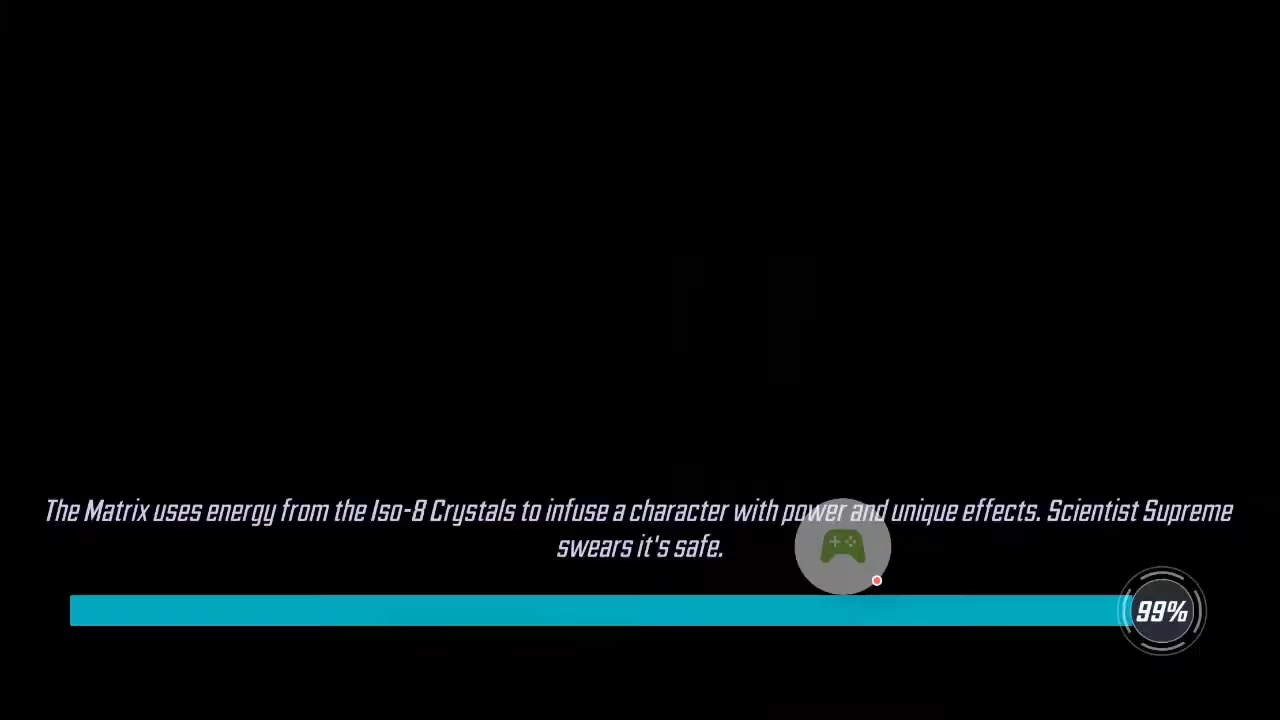 The Matrix uses energy from the Iso-8 Crystals to infuse a character with power and unique effects. Scientist Supreme
swears it's safe.
99%